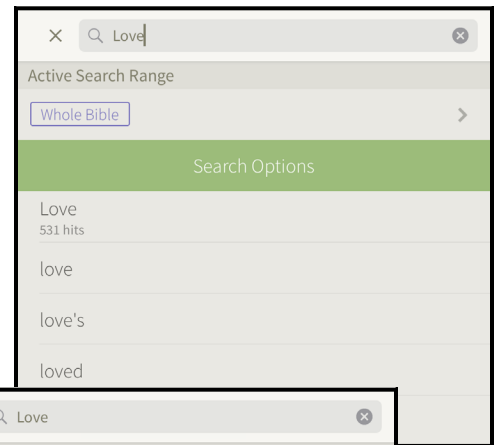 Love
Active Search Range
Whole Bible
Search Options
Love
531 hits
love
love's
loved
Love